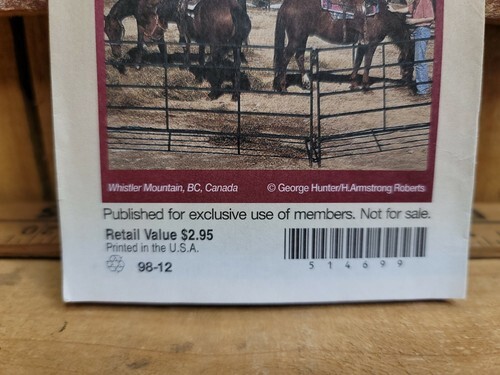 Whistler Mountain, BC, Canada © George Hunter/H.Armstrong Roberts
Published for exclusive use of members. Not for sale.
Retail Value $2.95
Printed in the U.S.A.
98-12
5 1 4 6 9 9